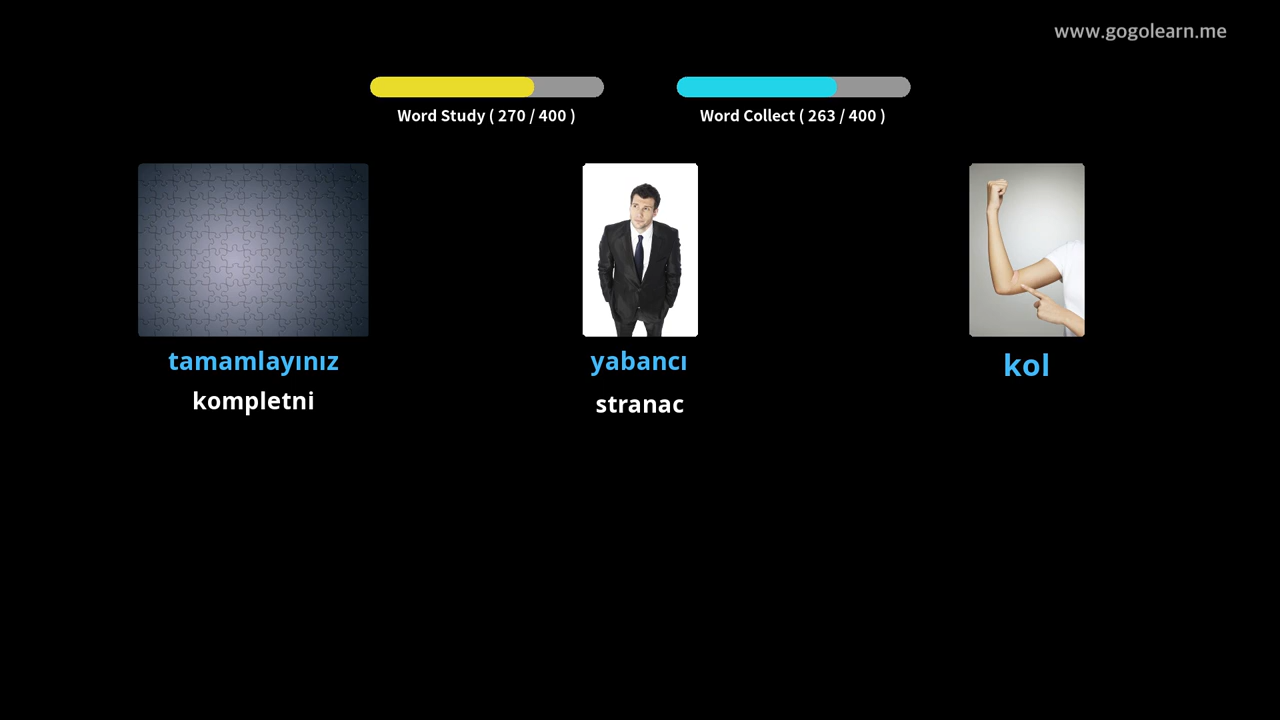 www.gogolearn.me
Word Study ( 270 / 400 )
Word Collect ( 263 / 400 )
tamamlayınız
kompletni
yabancı
stranac
kol